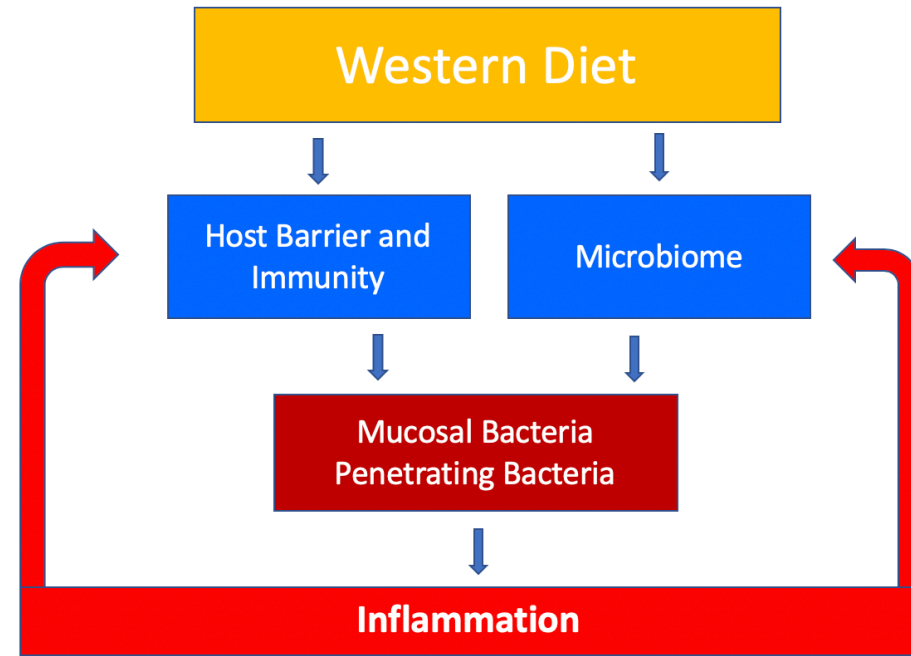 Western Diet
Host Barrier and
Immunity
Microbiome
Mucosal Bacteria
Penetrating Bacteria
Inflammation